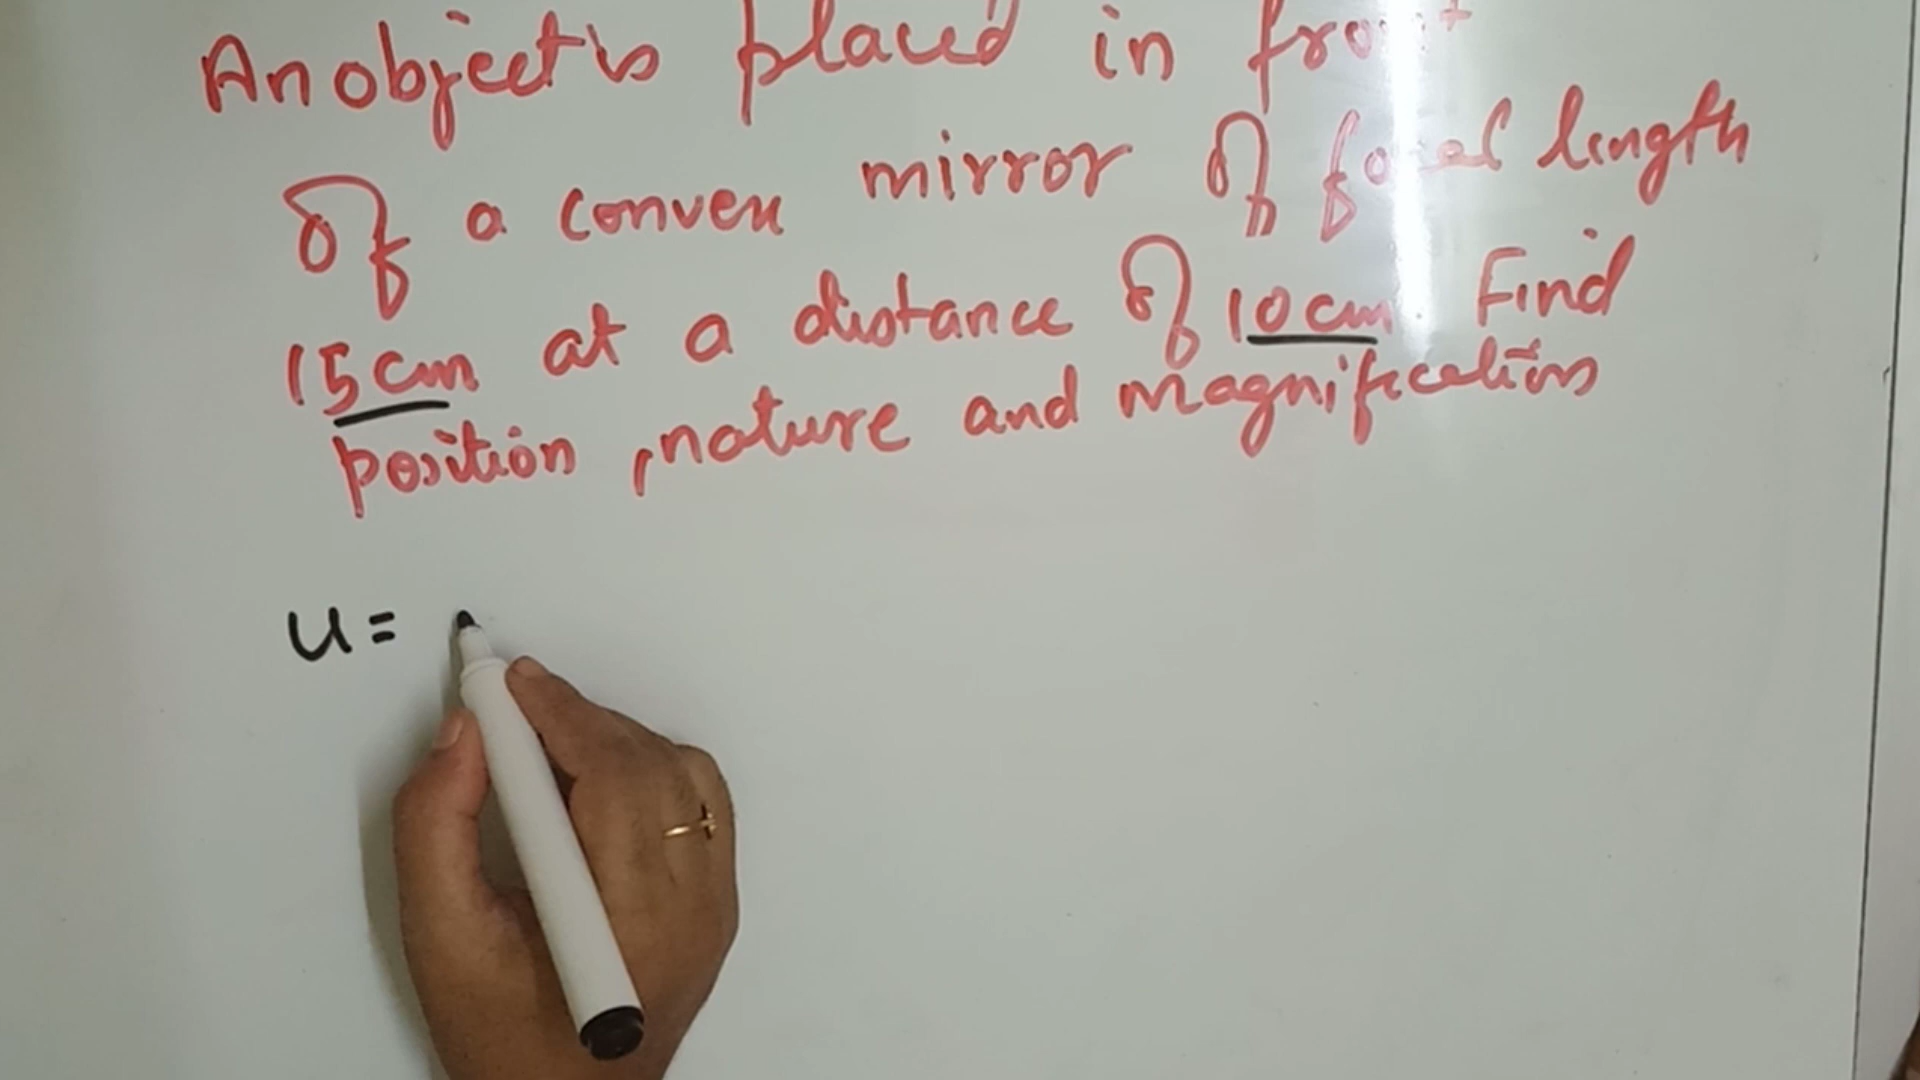 An object is placed in front
of a convex mirror of focal length
15cm at a distance of 10cm. Find
position, nature and magnification
u=